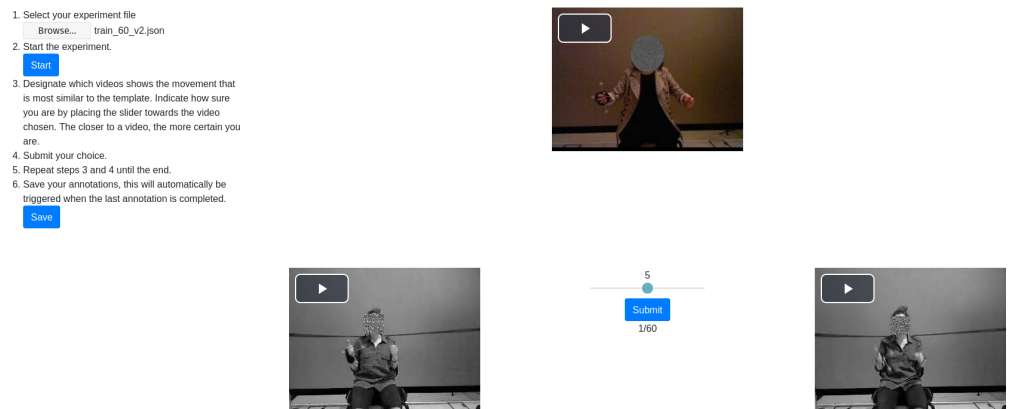 1. Select your experiment file
Browse... train_60_v2.json
2. Start the experiment.
Start
3. Designate which videos shows the movement that
is most similar to the template. Indicate how sure
you are by placing the slider towards the video
chosen. The closer to a video, the more certain you
are.
4. Submit your choice.
5. Repeat steps 3 and 4 until the end.
6. Save your annotations, this will automatically be
triggered when the last annotation is completed.
Save
5
Submit
1/60